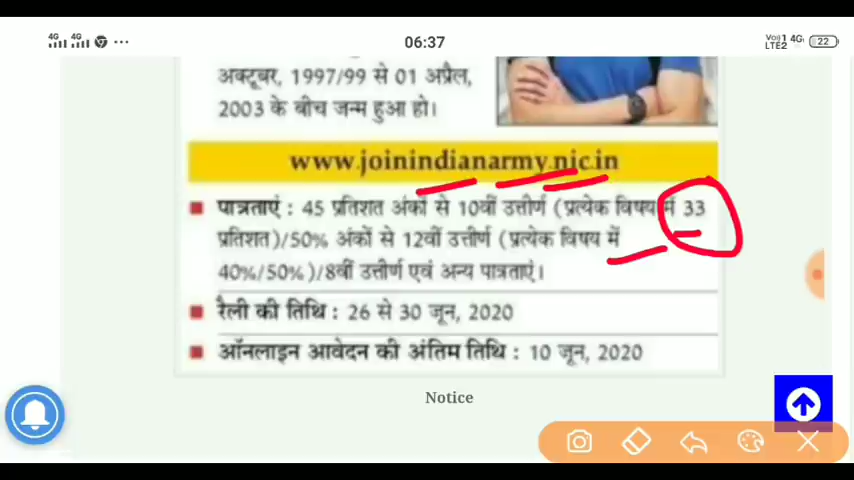 4G 4G ... 06:37 Vo) 1 LTE2 4G 22
अक्टूबर, 1997/99 से 01 अप्रैल,
2003 के बीच जन्म हुआ हो।
www.joinindianarmy.nic.in
पात्रताएं : 45 प्रतिशत अंकों से 10वीं उत्तीर्ण (प्रत्येक विषय में 33
प्रतिशत)/50% अंकों से 12वीं उत्तीर्ण (प्रत्येक विषय में
40%/50%)/8वीं उत्तीर्ण एवं अन्य पात्रताएं।
रैली की तिथि : 26 से 30 जून, 2020
ऑनलाइन आवेदन की अंतिम तिथि : 10 जून, 2020
Notice